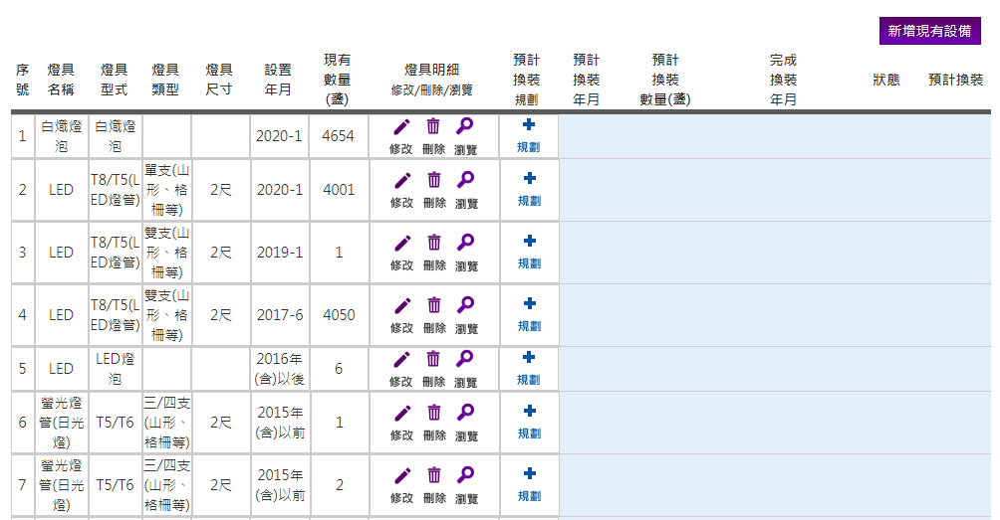 新增現有設備
序號 燈具名稱 燈具型式 燈具類型 燈具尺寸 設置年月 現有數量(盞) 燈具明細 修改/刪除/瀏覽 預計換裝規劃 預計換裝年月 預計換裝數量(盞) 完成換裝年月 狀態 預計換裝
1 白熾燈泡 白熾燈泡 2020-1 4654 修改 刪除 瀏覽 規劃
2 LED T8/T5(LED燈管) 單支(山形、格柵等) 2尺 2020-1 4001 修改 刪除 瀏覽 規劃
3 LED T8/T5(LED燈管) 雙支(山形、格柵等) 2尺 2019-1 1 修改 刪除 瀏覽 規劃
4 LED T8/T5(LED燈管) 雙支(山形、格柵等) 2尺 2017-6 4050 修改 刪除 瀏覽 規劃
5 LED LED燈泡 2016年(含)以後 6 修改 刪除 瀏覽 規劃
6 螢光燈管(日光燈) T5/T6 三/四支(山形、格柵等) 2尺 2015年(含)以前 1 修改 刪除 瀏覽 規劃
7 螢光燈管(日光燈) T5/T6 三/四支(山形、格柵等) 2尺 2015年(含)以前 2 修改 刪除 瀏覽 規劃